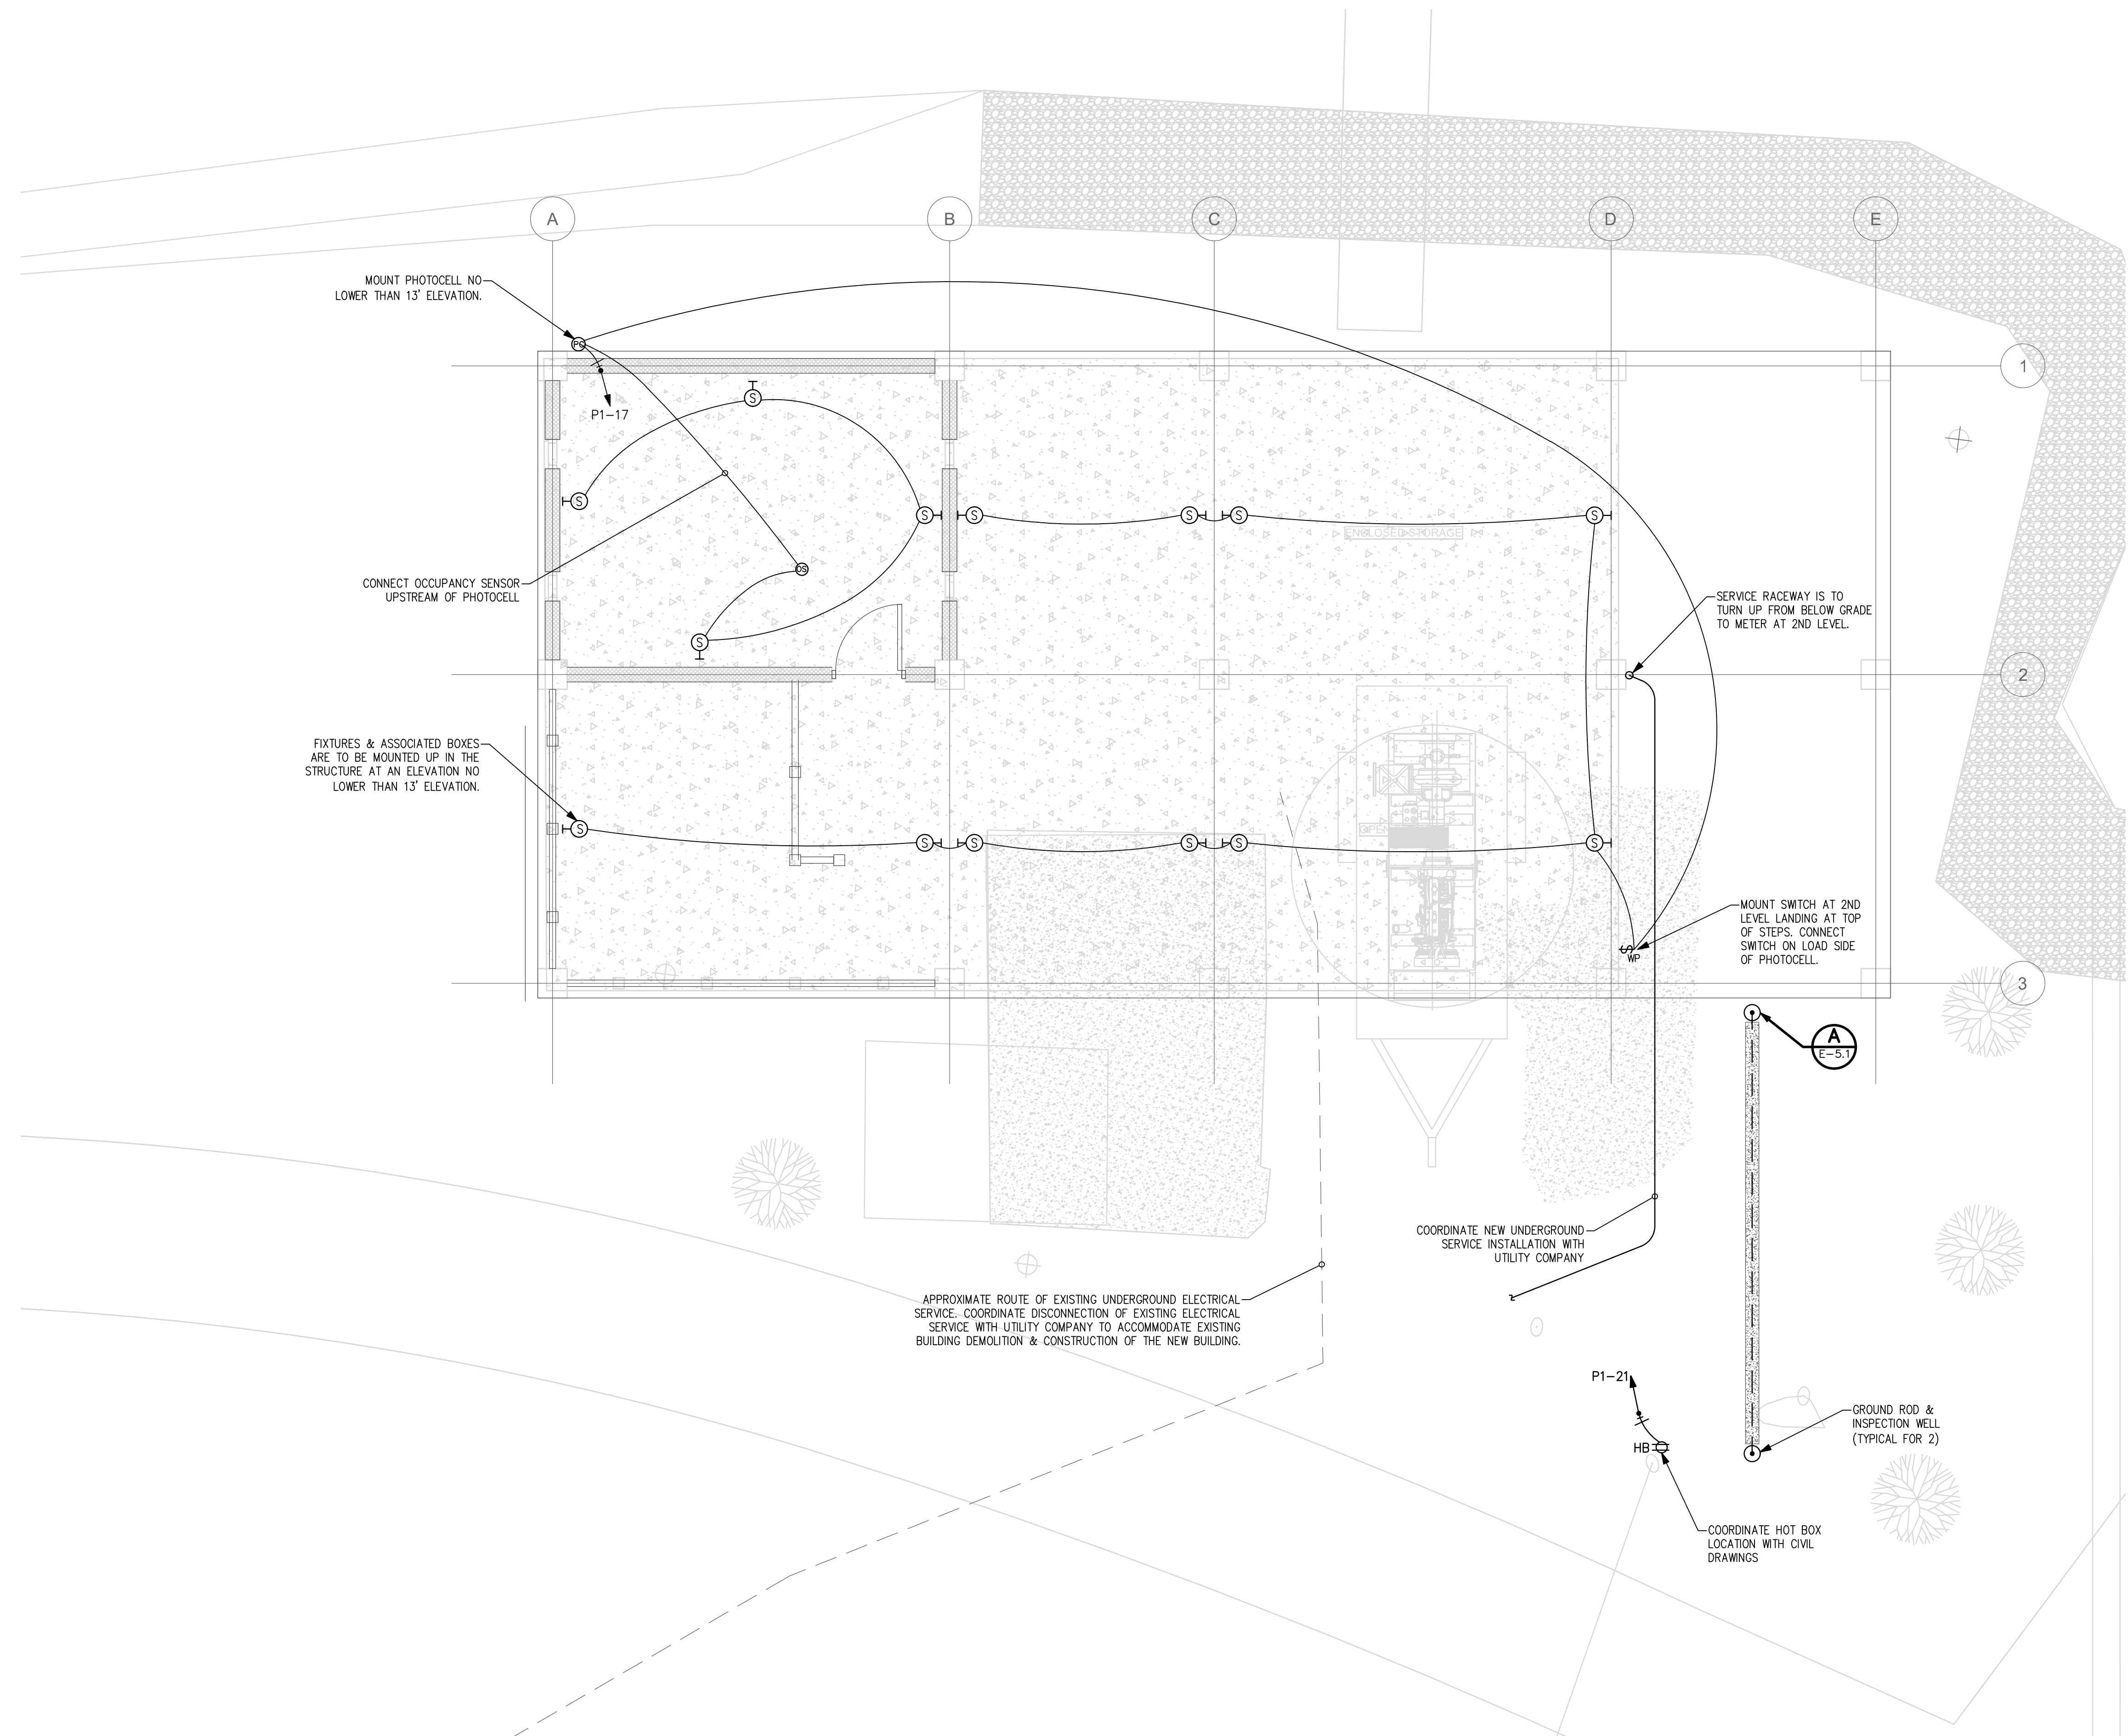 A
B
C
D
E
MOUNT PHOTOCELL NO
LOWER THAN 13' ELEVATION.
PC
1
P1-17
S
S
S
S
S
S
S
ENCLOSED STORAGE
OS
CONNECT OCCUPANCY SENSOR
UPSTREAM OF PHOTOCELL
SERVICE RACEWAY IS TO
TURN UP FROM BELOW GRADE
TO METER AT 2ND LEVEL.
S
2
FIXTURES & ASSOCIATED BOXES
ARE TO BE MOUNTED UP IN THE
STRUCTURE AT AN ELEVATION NO
LOWER THAN 13' ELEVATION.
OPEN
S
S
S
S
S
S
MOUNT SWITCH AT 2ND
LEVEL LANDING AT TOP
OF STEPS. CONNECT
SWITCH ON LOAD SIDE
OF PHOTOCELL.
S
WP
3
A
E-5.1
COORDINATE NEW UNDERGROUND
SERVICE INSTALLATION WITH
UTILITY COMPANY
APPROXIMATE ROUTE OF EXISTING UNDERGROUND ELECTRICAL
SERVICE. COORDINATE DISCONNECTION OF EXISTING ELECTRICAL
SERVICE WITH UTILITY COMPANY TO ACCOMMODATE EXISTING
BUILDING DEMOLITION & CONSTRUCTION OF THE NEW BUILDING.
P1-21
HB
GROUND ROD &
INSPECTION WELL
(TYPICAL FOR 2)
COORDINATE HOT BOX
LOCATION WITH CIVIL
DRAWINGS